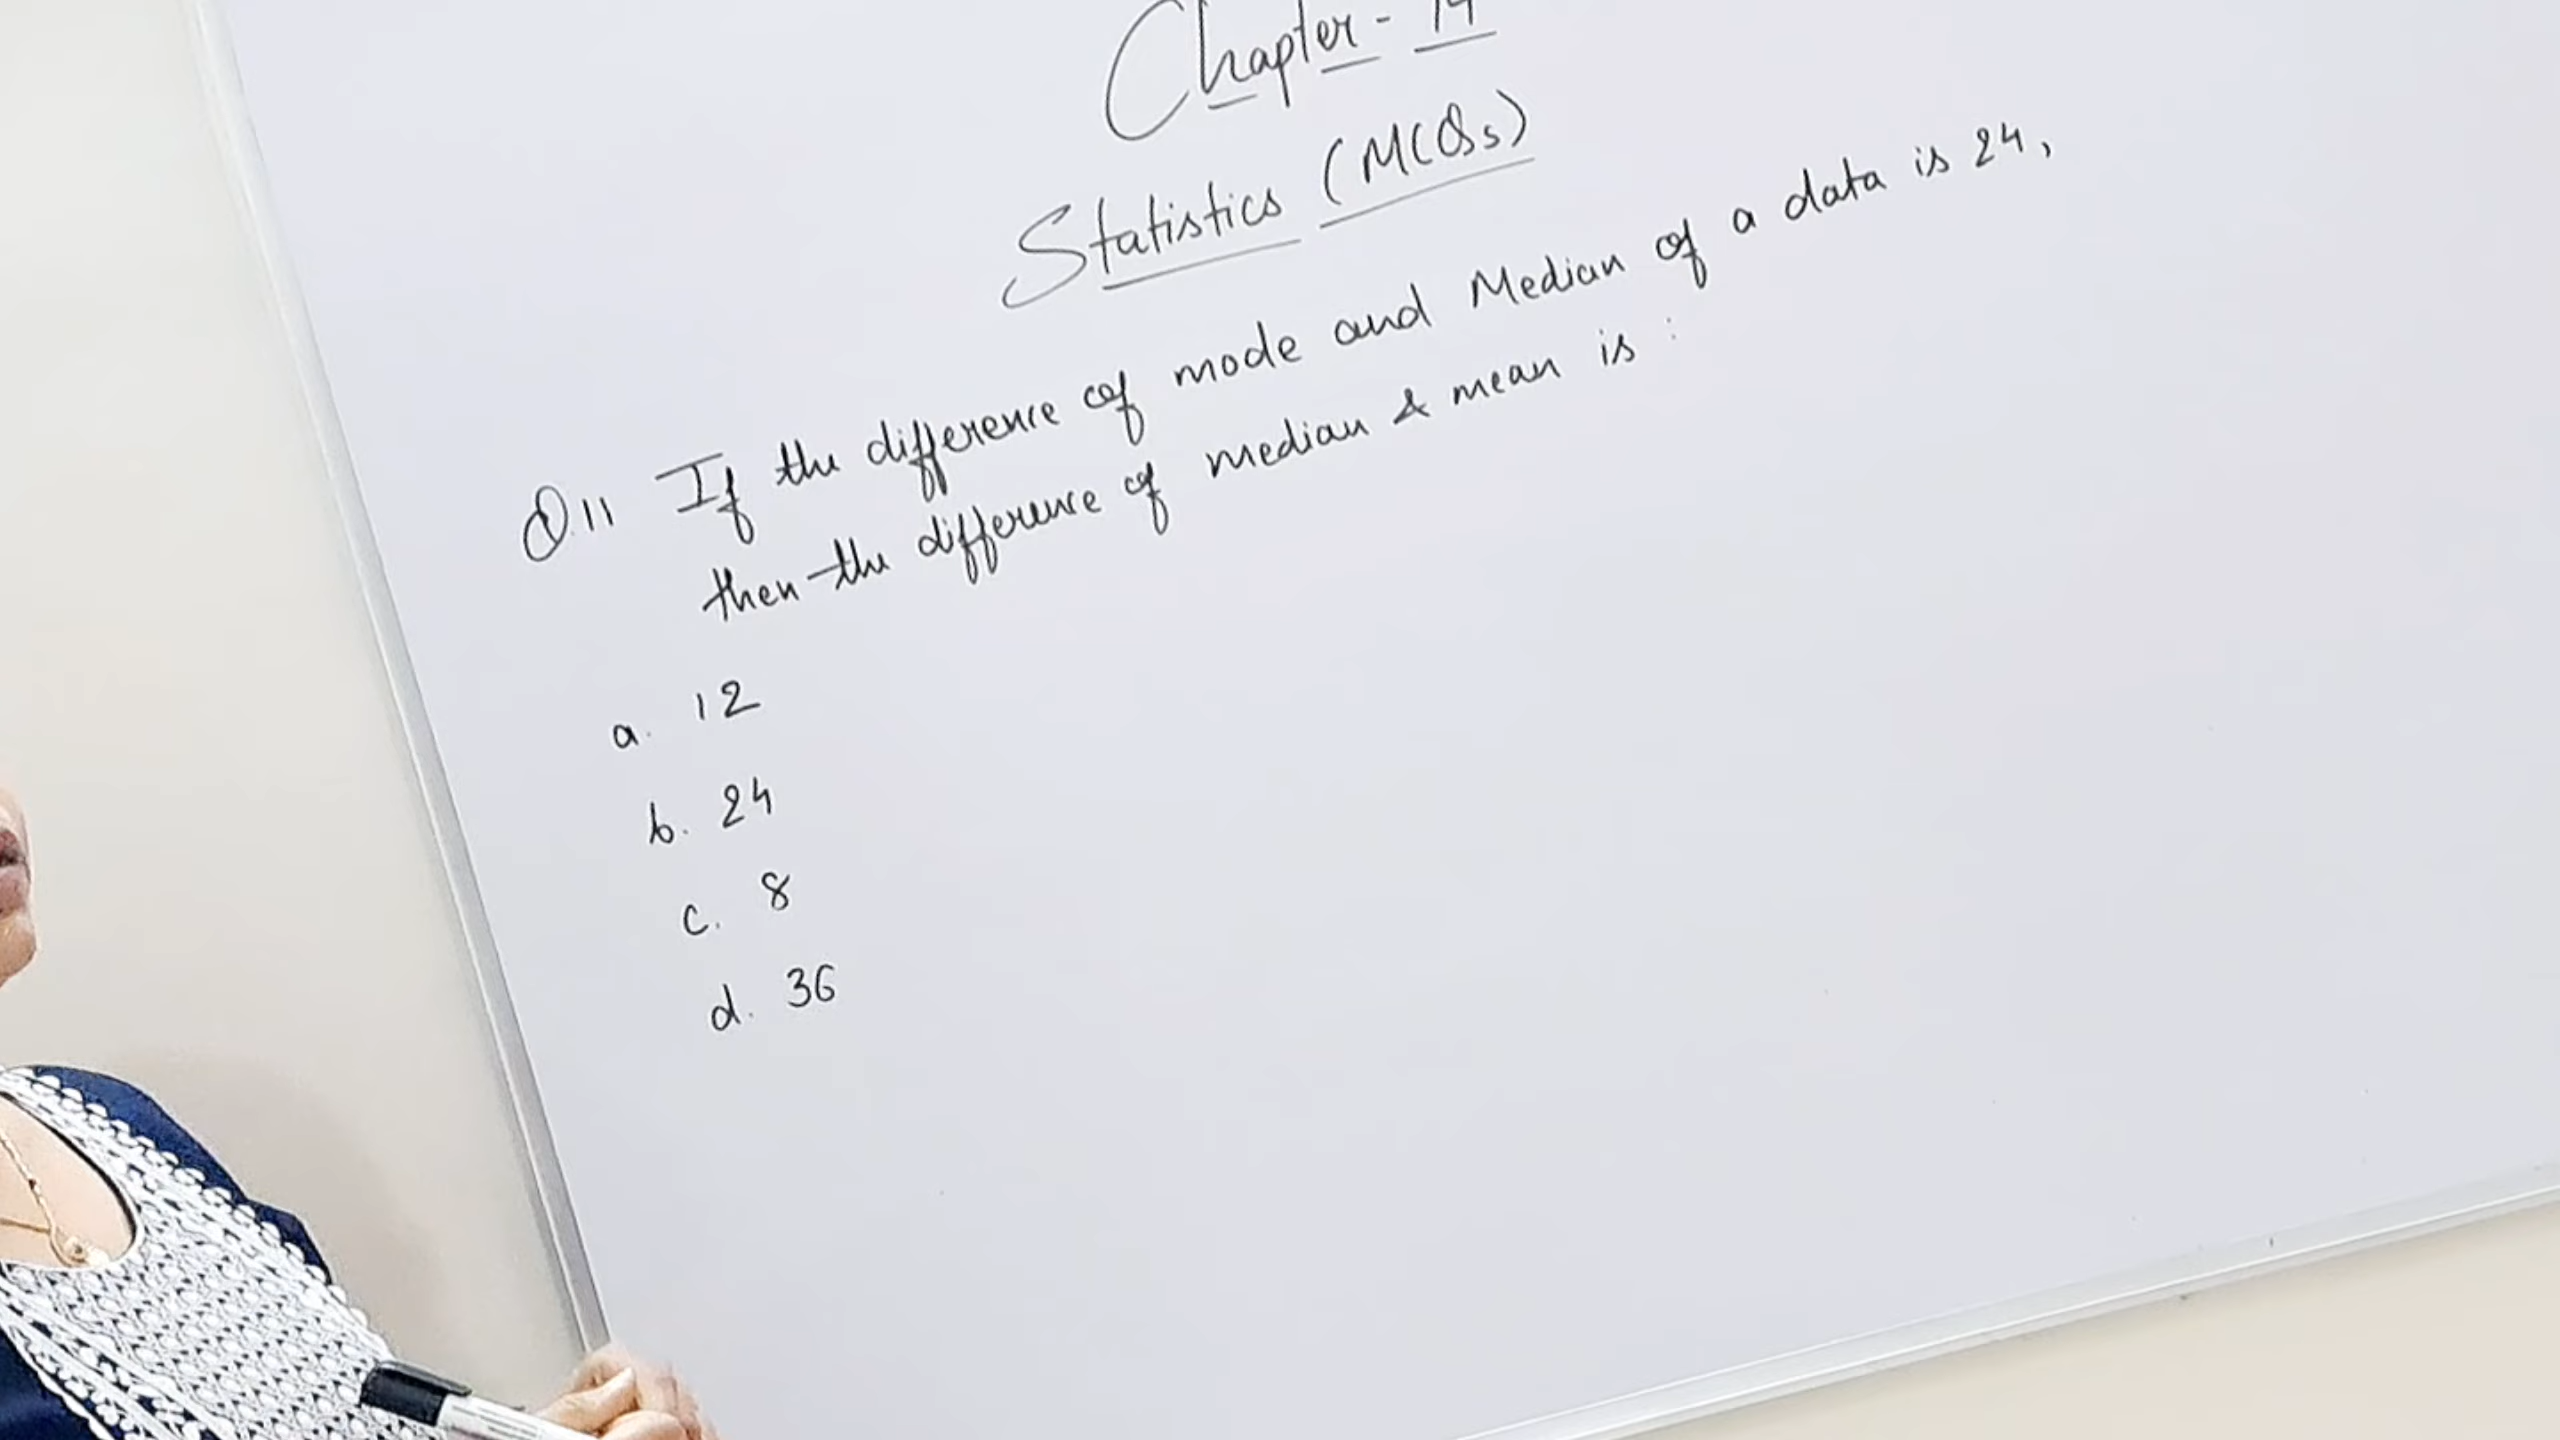 Chapter - 14
Statistics (MCQs)
Q.11 If the difference of mode and Median of a data is 24,
then the difference of median & mean is :
a. 12
b. 24
c. 8
d. 36